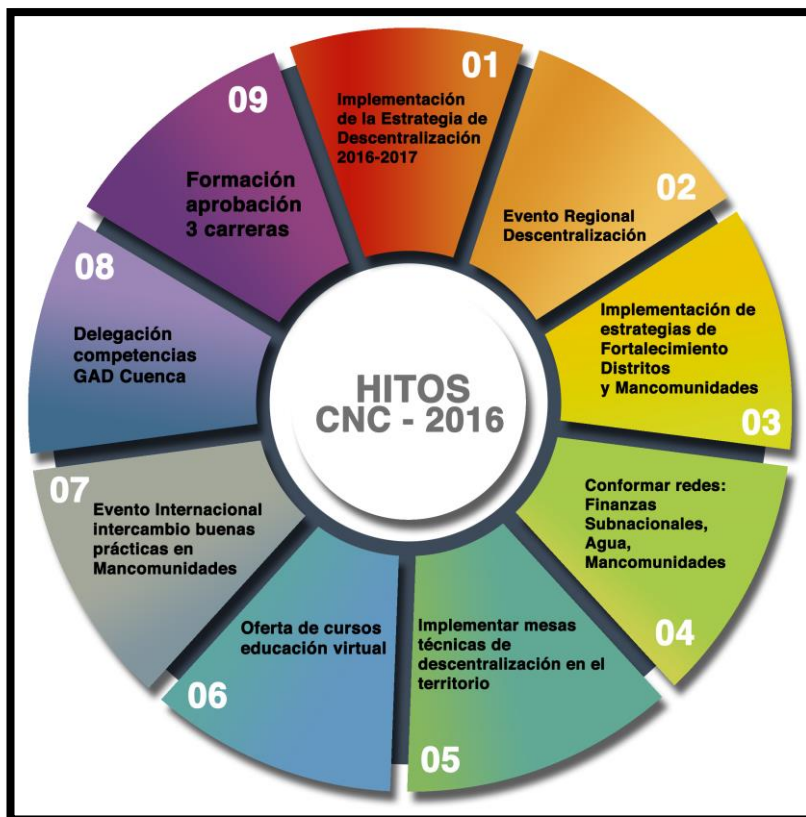 HITOS
CNC - 2016
01
Implementación
de la Estrategia de
Descentralización
2016-2017
02
Evento Regional
Descentralización
Implementación de
estrategias de
Fortalecimiento
Distritos
y Mancomunidades
03
Conformar redes:
Finanzas
Subnacionales,
Agua,
Mancomunidades
04
Implementar mesas
técnicas de
descentralización en el
territorio
05
Oferta de cursos
educación virtual
06
07
Evento Internacional
intercambio buenas
prácticas en
Mancomunidades
08
Delegación
competencias
GAD Cuenca
09
Formación
aprobación
3 carreras